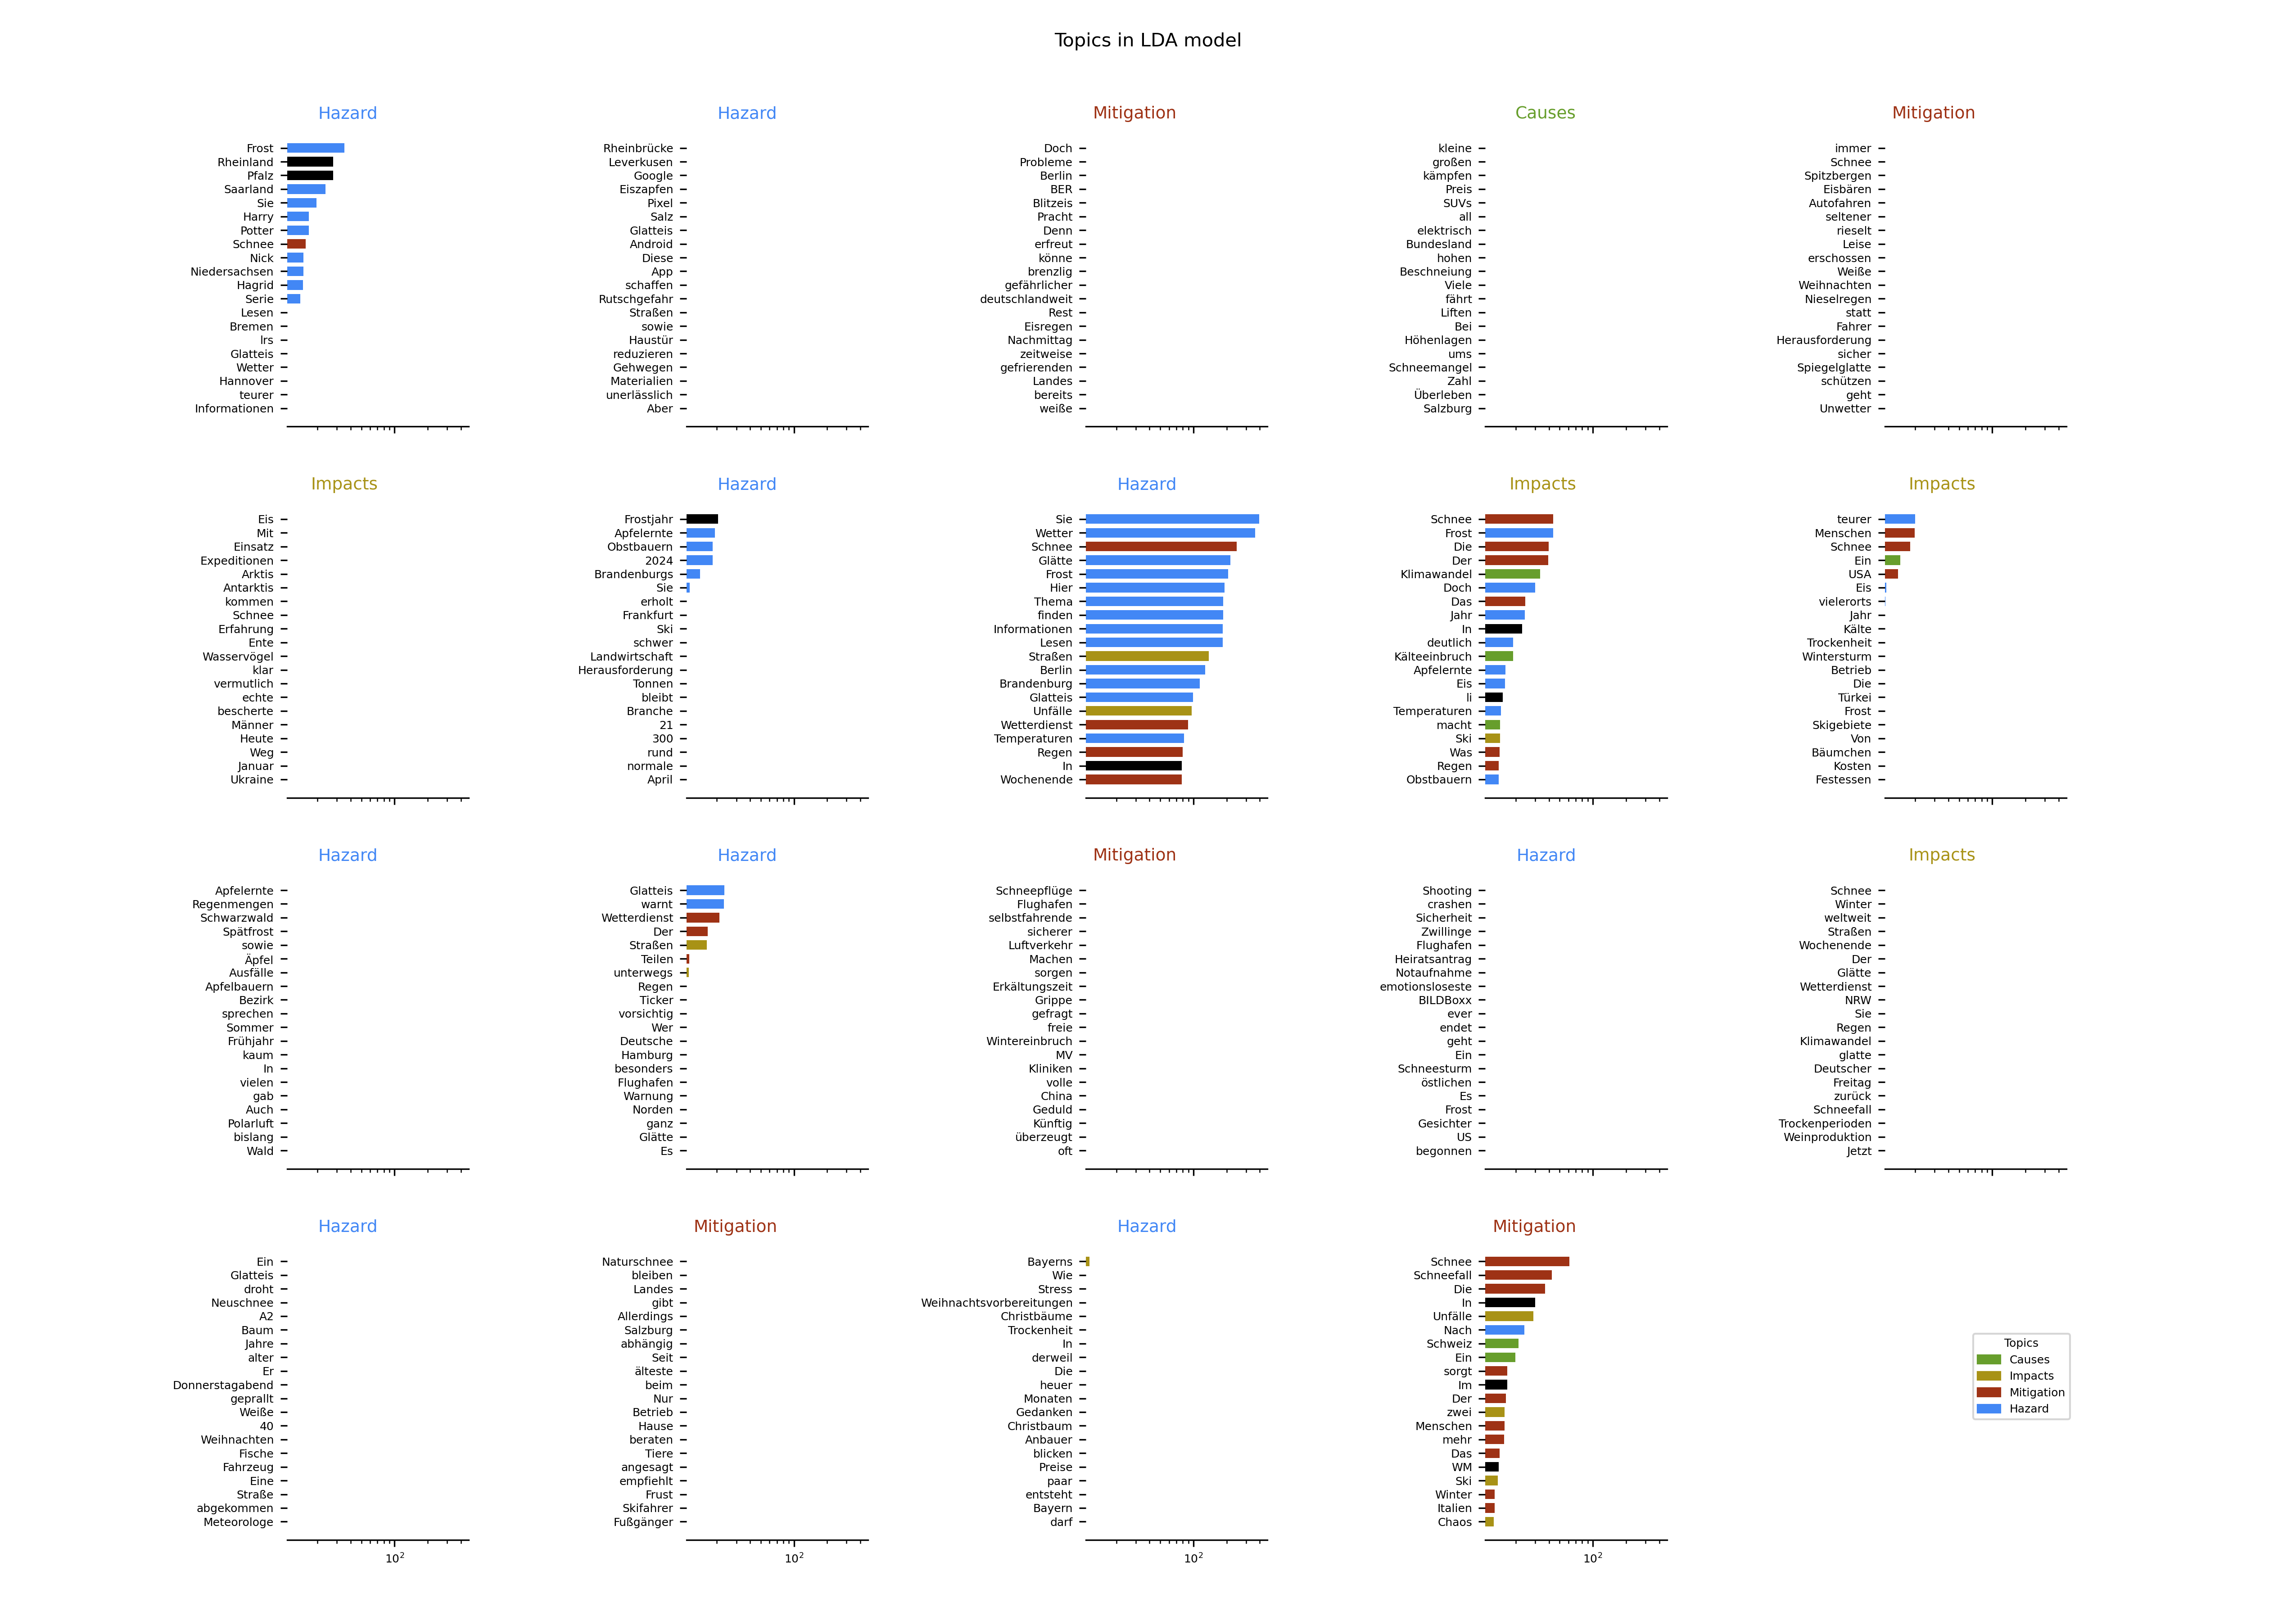 Topics in LDA model
Hazard
Frost
Rheinland
Pfalz
Saarland
Sie
Harry
Potter
Schnee
Nick
Niedersachsen
Hagrid
Serie
Lesen
Bremen
Irs
Glatteis
Wetter
Hannover
teurer
Informationen
Hazard
Rheinbrücke
Leverkusen
Google
Eiszapfen
Pixel
Salz
Glatteis
Android
Diese
App
schaffen
Rutschgefahr
Straßen
sowie
Haustür
reduzieren
Gehwegen
Materialien
unerlässlich
Aber
Mitigation
Doch
Probleme
Berlin
BER
Blitzeis
Pracht
Denn
erfreut
könne
brenzlig
gefährlicher
deutschlandweit
Rest
Eisregen
Nachmittag
zeitweise
gefrierenden
Landes
bereits
weiße
Causes
kleine
großen
kämpfen
Preis
SUVs
all
elektrisch
Bundesland
hohen
Beschneiung
Viele
fährt
Liften
Bei
Höhenlagen
ums
Schneemangel
Zahl
Überleben
Salzburg
Mitigation
immer
Schnee
Spitzbergen
Eisbären
Autofahren
seltener
rieselt
Leise
erschossen
Weiße
Weihnachten
Nieselregen
statt
Fahrer
Herausforderung
sicher
Spiegelglatte
schützen
geht
Unwetter
Impacts
Eis
Mit
Einsatz
Expeditionen
Arktis
Antarktis
kommen
Schnee
Erfahrung
Ente
Wasservögel
klar
vermutlich
echte
bescherte
Männer
Heute
Weg
Januar
Ukraine
Hazard
Frostjahr
Apfelernte
Obstbauern
2024
Brandenburgs
Sie
erholt
Frankfurt
Ski
schwer
Landwirtschaft
Herausforderung
Tonnen
bleibt
Branche
21
300
rund
normale
April
Hazard
Sie
Wetter
Schnee
Glätte
Frost
Hier
Thema
finden
Informationen
Lesen
Straßen
Berlin
Brandenburg
Glatteis
Unfälle
Wetterdienst
Temperaturen
Regen
In
Wochenende
Impacts
Schnee
Frost
Die
Der
Klimawandel
Doch
Das
Jahr
In
deutlich
Kälteeinbruch
Apfelernte
Eis
li
Temperaturen
macht
Ski
Was
Regen
Obstbauern
Impacts
teurer
Menschen
Schnee
Ein
USA
Eis
vielerorts
Jahr
Kälte
Trockenheit
Wintersturm
Betrieb
Die
Türkei
Frost
Skigebiete
Von
Bäumchen
Kosten
Festessen
Hazard
Apfelernte
Regenmengen
Schwarzwald
Spätfrost
sowie
Äpfel
Ausfälle
Apfelbauern
Bezirk
sprechen
Sommer
Frühjahr
kaum
In
vielen
gab
Auch
Polarluft
bislang
Wald
Hazard
Glatteis
warnt
Wetterdienst
Der
Straßen
Teilen
unterwegs
Regen
Ticker
vorsichtig
Wer
Deutsche
Hamburg
besonders
Flughafen
Warnung
Norden
ganz
Glätte
Es
Mitigation
Schneepflüge
Flughafen
selbstfahrende
sicherer
Luftverkehr
Machen
sorgen
Erkältungszeit
Grippe
gefragt
freie
Wintereinbruch
MV
Kliniken
volle
China
Geduld
Künftig
überzeugt
oft
Hazard
Shooting
crashen
Sicherheit
Zwillinge
Flughafen
Heiratsantrag
Notaufnahme
emotionsloseste
BILDBoxx
ever
endet
geht
Ein
Schneesturm
östlichen
Es
Frost
Gesichter
US
begonnen
Impacts
Schnee
Winter
weltweit
Straßen
Wochenende
Der
Glätte
Wetterdienst
NRW
Sie
Regen
Klimawandel
glatte
Deutscher
Freitag
zurück
Schneefall
Trockenperioden
Weinproduktion
Jetzt
Hazard
Ein
Glatteis
droht
Neuschnee
A2
Baum
Jahre
alter
Er
Donnerstagabend
geprallt
Weiße
40
Weihnachten
Fische
Fahrzeug
Eine
Straße
abgekommen
Meteorologe
10²
Mitigation
Naturschnee
bleiben
Landes
gibt
Allerdings
Salzburg
abhängig
Seit
älteste
beim
Nur
Betrieb
Hause
beraten
Tiere
angesagt
empfiehlt
Frust
Skifahrer
Fußgänger
10²
Hazard
Bayerns
Wie
Stress
Weihnachtsvorbereitungen
Christbäume
Trockenheit
In
derweil
Die
heuer
Monaten
Gedanken
Christbaum
Anbauer
blicken
Preise
paar
entsteht
Bayern
darf
10²
Mitigation
Schnee
Schneefall
Die
In
Unfälle
Nach
Schweiz
Ein
sorgt
Im
Der
zwei
Menschen
mehr
Das
WM
Ski
Winter
Italien
Chaos
10²
Topics
Causes
Impacts
Mitigation
Hazard